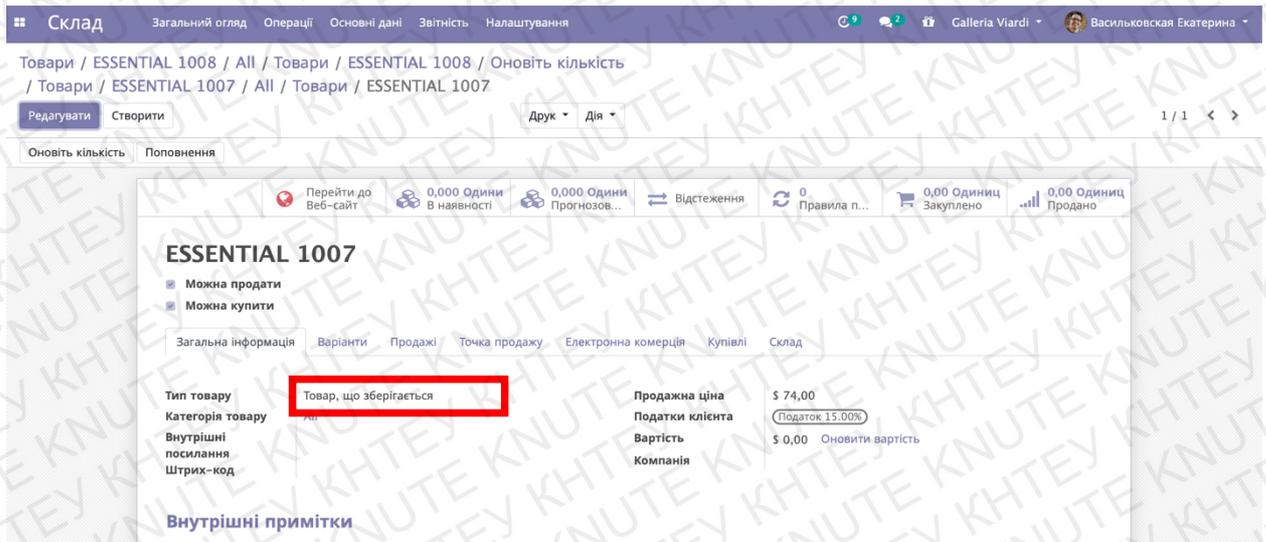 Склад Загальний огляд Операції Основні дані Звітність Налаштування 9 2 Galleria Viardi Васильковская Екатерина
Товари / ESSENTIAL 1008 / All / Товари / ESSENTIAL 1008 / Оновіть кількість
/ Товари / ESSENTIAL 1007 / All / Товари / ESSENTIAL 1007
Редагувати Створити Друк Дія 1 / 1
Оновіть кількість Поповнення
Перейти до 0,000 Одини 0,000 Одини Відстеження 0 0,00 Одиниц 0,00 Одиниц
Веб-сайт В наявності Прогнозов... Правила п... Закуплено Продано
ESSENTIAL 1007
Можна продати
Можна купити
Загальна інформація Варіанти Продажі Точка продажу Електронна комерція Купівлі Склад
Тип товару Товар, що зберігається Продажна ціна $ 74,00
Категорія товару All Податки клієнта Податок 15.00%
Внутрішні Вартість $ 0,00 Оновити вартість
посилання Компанія
Штрих-код
Внутрішні примітки
КНТЕУ KNUTE КНТЕУ KNUTE